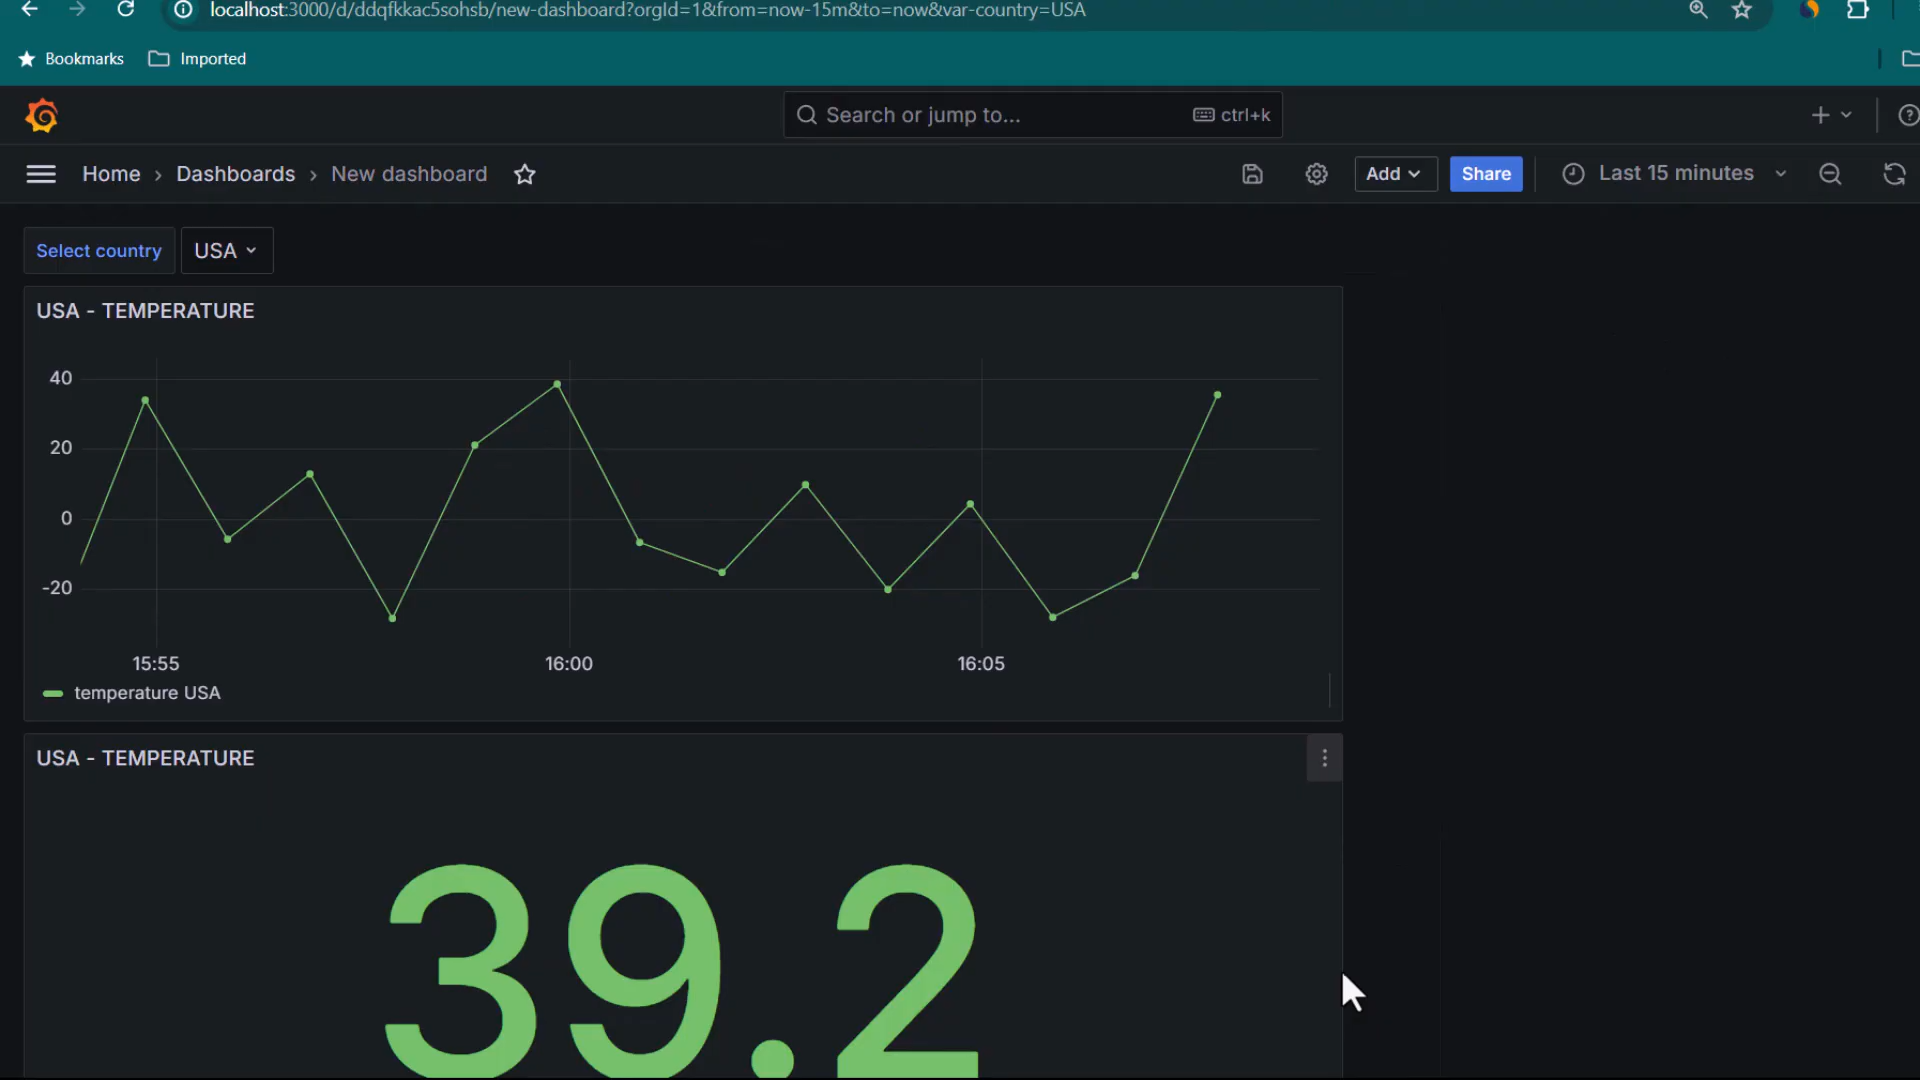 localhost:3000/d/ddqfkkac5sohsb/new-dashboard?orgId=1&from=now-15m&to=now&var-country=USA
Bookmarks Imported
Search or jump to... ctrl+k
Home › Dashboards › New dashboard Add Share Last 15 minutes
Select country USA
USA - TEMPERATURE
40
20
0
-20
15:55 16:00 16:05
temperature USA
USA - TEMPERATURE
39.2